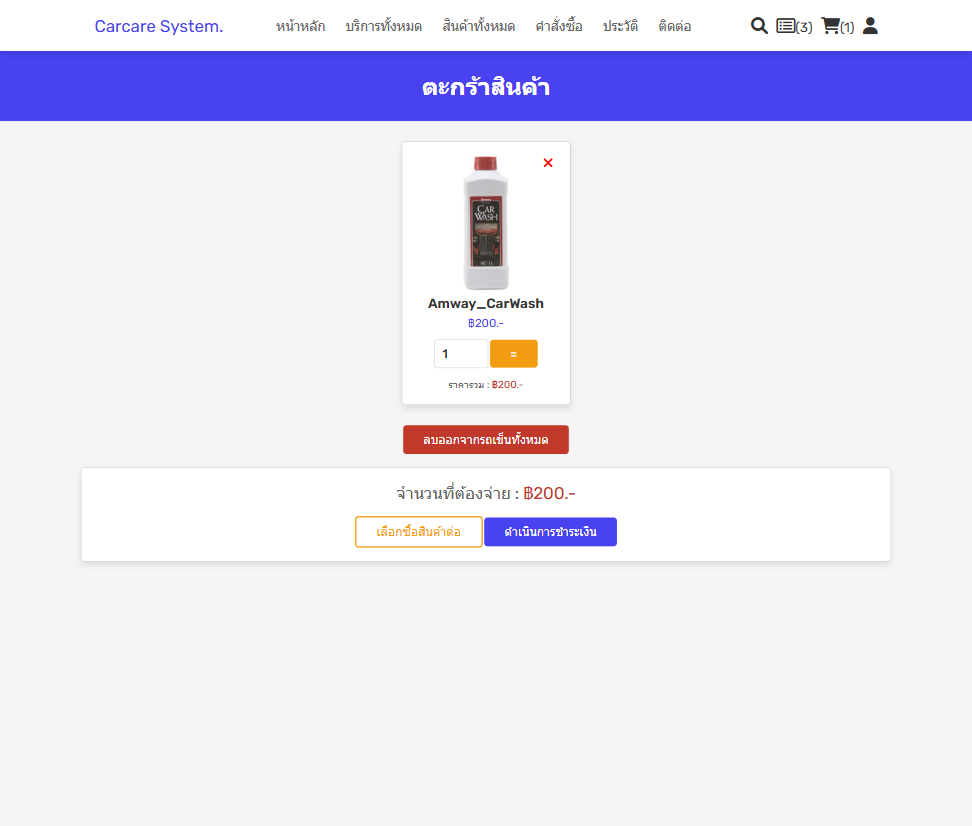 Carcare System. หน้าหลัก บริการทั้งหมด สินค้าทั้งหมด คำสั่งซื้อ ประวัติ ติดต่อ (3) (1)
ตะกร้าสินค้า
CAR
WASH
Amway_CarWash
฿200.-
1 =
ราคารวม : ฿200.-
ลบออกจากรถเข็นทั้งหมด
จำนวนที่ต้องจ่าย : ฿200.-
เลือกซื้อสินค้าต่อ ดำเนินการชำระเงิน